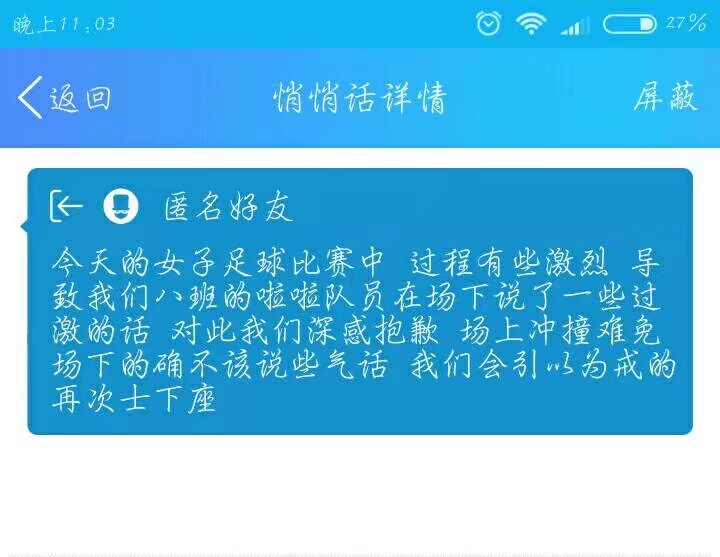 晚上11:03
27%
返回
悄悄话详情
屏蔽
匿名好友
今天的女子足球比赛中 过程有些激烈 导
致我们八班的啦啦队员在场下说了一些过
激的话 对此我们深感抱歉 场上冲撞难免
场下的确不该说些气话 我们会引以为戒的
再次士下座